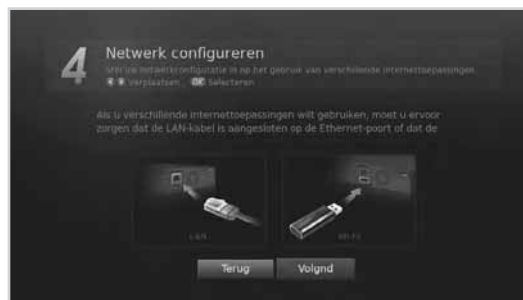 4
Netwerk configureren
Stel uw netwerkconfiguratie in op het gebruik van verschillende internettoepassingen.
Verplaatsen OK Selecteren
Als u verschillende internettoepassingen wilt gebruiken, moet u ervoor
zorgen dat de LAN-kabel is aangesloten op de Ethernet-poort of dat de
LAN
Wi-Fi
Terug
Volgnd